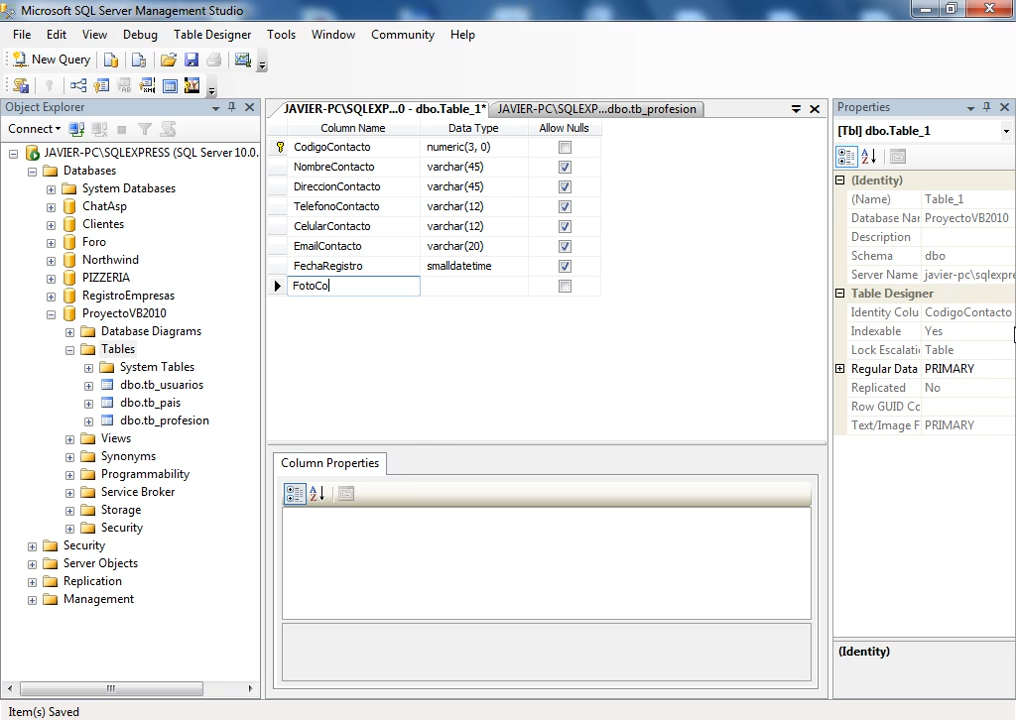 Microsoft SQL Server Management Studio
File Edit View Debug Table Designer Tools Window Community Help
New Query
Object Explorer
Connect
JAVIER-PC\SQLEXPRESS (SQL Server 10.0.
Databases
System Databases
ChatAsp
Clientes
Foro
Northwind
PIZZERIA
RegistroEmpresas
ProyectoVB2010
Database Diagrams
Tables
System Tables
dbo.tb_usuarios
dbo.tb_pais
dbo.tb_profesion
Views
Synonyms
Programmability
Service Broker
Storage
Security
Security
Server Objects
Replication
Management
JAVIER-PC\SQLEXP...0 - dbo.Table_1* JAVIER-PC\SQLEXP...dbo.tb_profesion
Column Name Data Type Allow Nulls
CodigoContacto numeric(3, 0)
NombreContacto varchar(45)
DireccionContacto varchar(45)
TelefonoContacto varchar(12)
CelularContacto varchar(12)
EmailContacto varchar(20)
FechaRegistro smalldatetime
FotoCo
Column Properties
Properties
[Tbl] dbo.Table_1
(Identity)
(Name) Table_1
Database Nar ProyectoVB2010
Description
Schema dbo
Server Name javier-pc\sqlexpre
Table Designer
Identity Colu CodigoContacto
Indexable Yes
Lock Escalati Table
Regular Data PRIMARY
Replicated No
Row GUID Cc
Text/Image F PRIMARY
(Identity)
Item(s) Saved